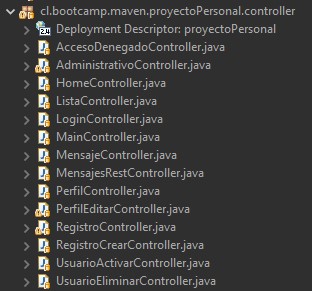 cl.bootcamp.maven.proyectoPersonal.controller
Deployment Descriptor: proyectoPersonal
AccesoDenegadoController.java
AdministrativoController.java
HomeController.java
ListaController.java
LoginController.java
MainController.java
MensajeController.java
MensajesRestController.java
PerfilController.java
PerfilEditarController.java
RegistroController.java
RegistroCrearController.java
UsuarioActivarController.java
UsuarioEliminarController.java